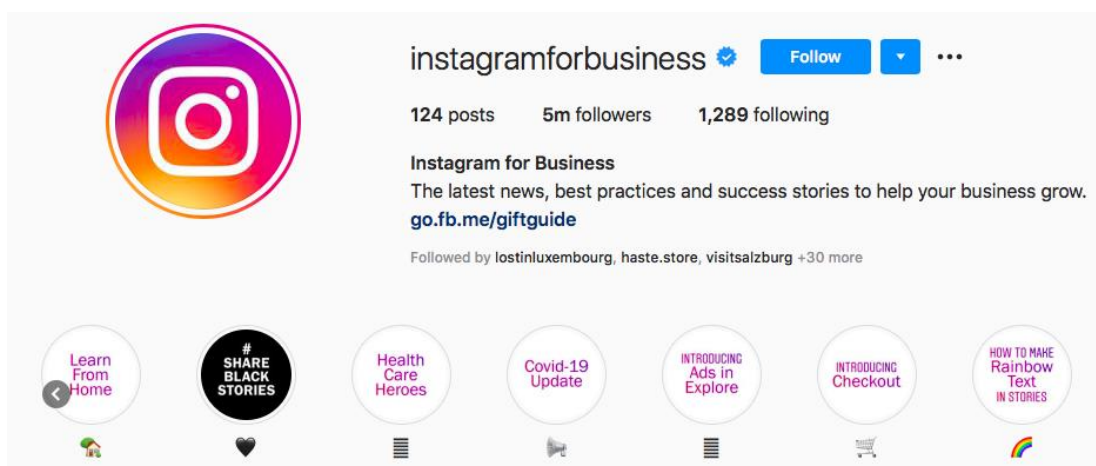 instagramforbusiness
Follow
124 posts 5m followers 1,289 following
Instagram for Business
The latest news, best practices and success stories to help your business grow.
go.fb.me/giftguide
Followed by lostinluxembourg, haste.store, visitsalzburg +30 more
Learn
From
Home
#
SHARE
BLACK
STORIES
Health
Care
Heroes
Covid-19
Update
INTRODUCING
Ads in
Explore
INTRODUCING
Checkout
HOW TO MAKE
Rainbow
Text
IN STORIES